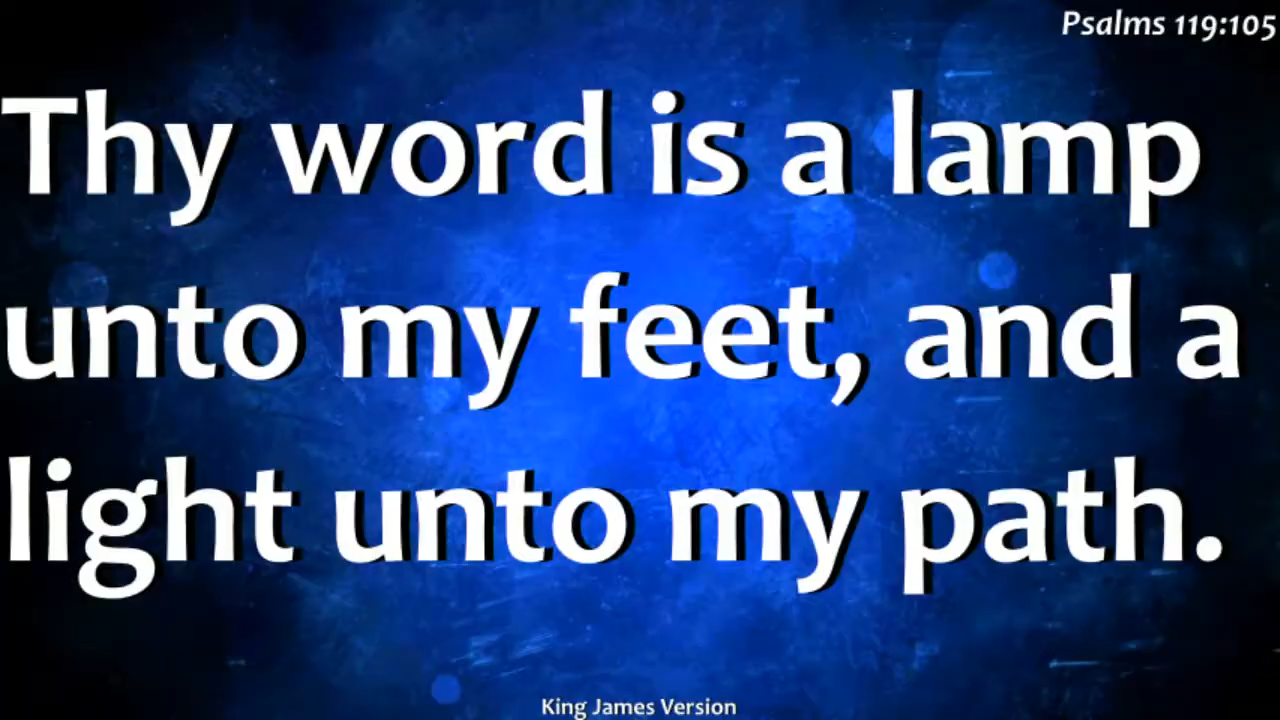 Psalms 119:105
Thy word is a lamp
unto my feet, and a
light unto my path.
King James Version